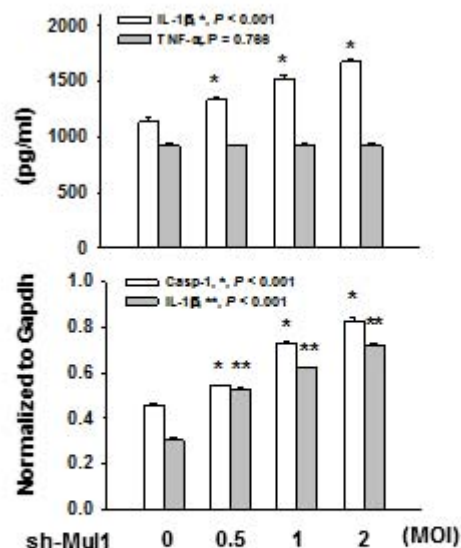 IL-1β, *, P < 0.001
TNF-α, P = 0.766
2000
1500
1000
500
0
(pg/ml)
* * *
Casp-1, *, P < 0.001
IL-1β, **, P < 0.001
1.0
0.8
0.6
0.4
0.2
0.0
Normalized to Gapdh
* ** * ** * **
sh-Mul1 0 0.5 1 2 (MOI)